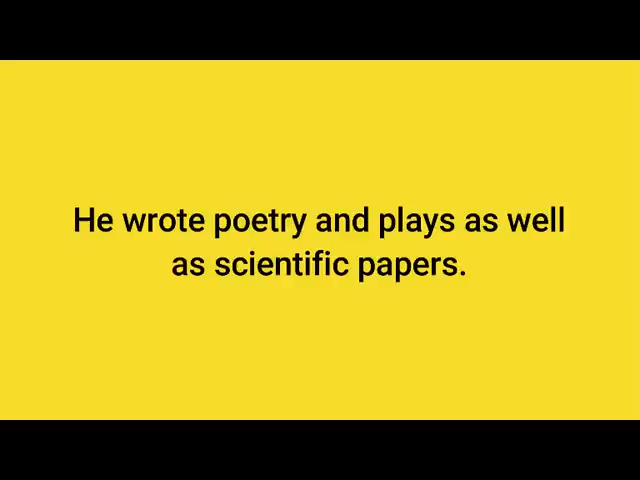 He wrote poetry and plays as well
as scientific papers.